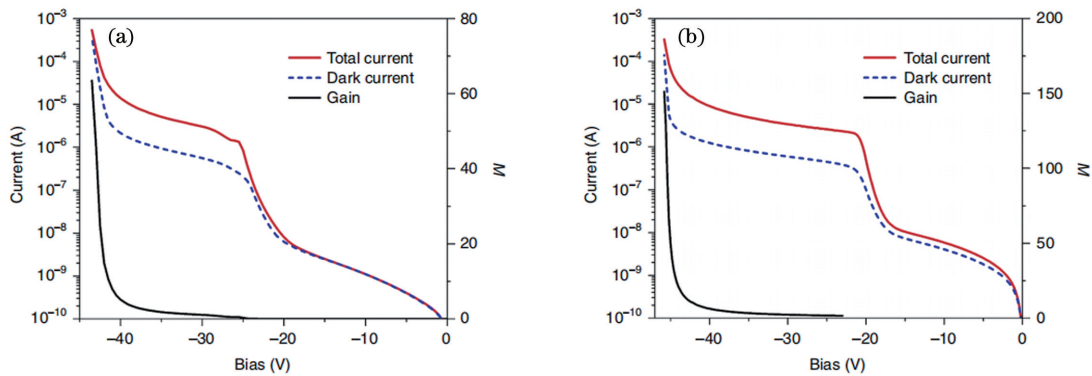 (a)
Total current
Dark current
Gain
10⁻³
10⁻⁴
10⁻⁵
10⁻⁶
10⁻⁷
10⁻⁸
10⁻⁹
10⁻¹⁰
Current (A)
80
60
40
20
0
M
−40
−30
−20
−10
0
Bias (V)
(b)
Total current
Dark current
Gain
10⁻³
10⁻⁴
10⁻⁵
10⁻⁶
10⁻⁷
10⁻⁸
10⁻⁹
10⁻¹⁰
Current (A)
200
150
100
50
0
M
−40
−30
−20
−10
0
Bias (V)